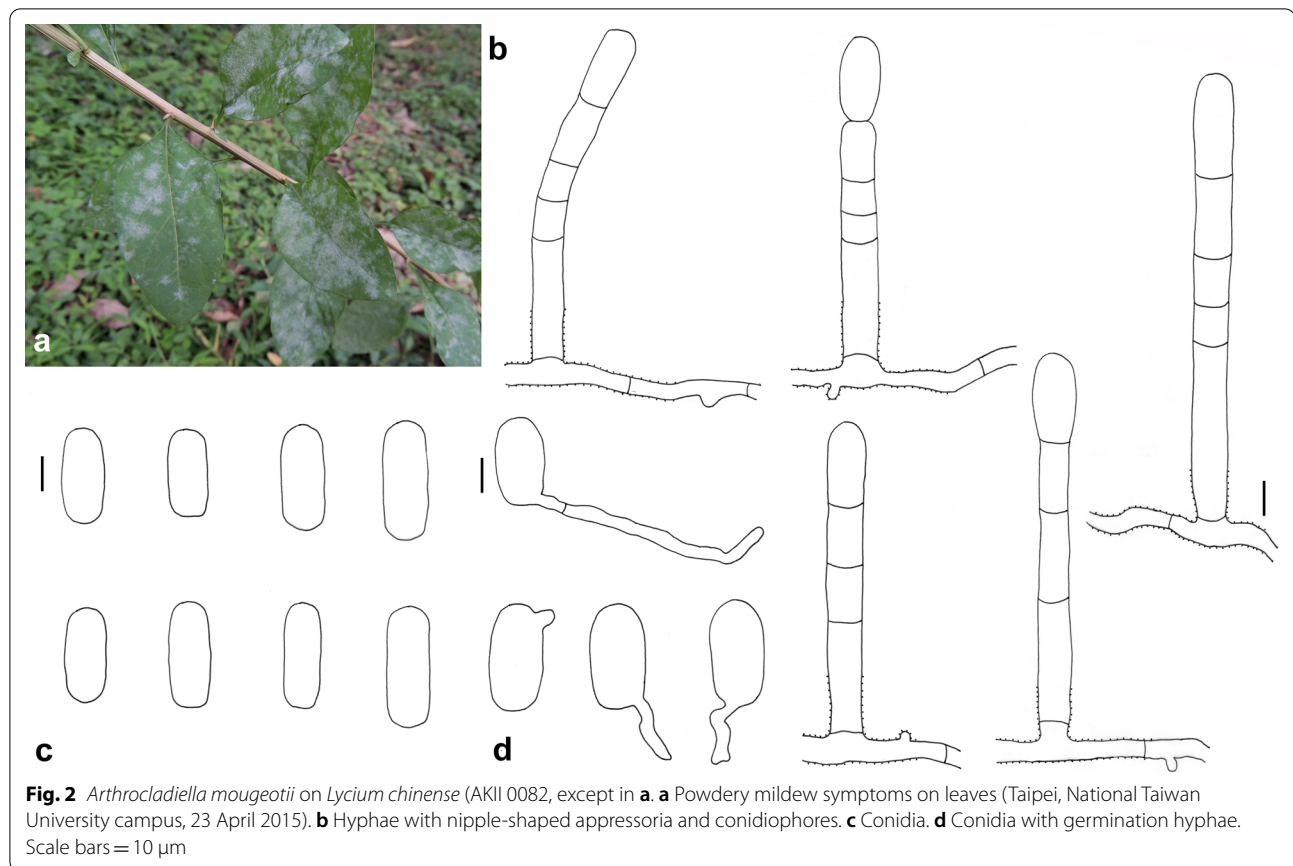 a
b
c
d
Fig. 2 Arthrocladiella mougeotii on Lycium chinense (AKII 0082, except in a. a Powdery mildew symptoms on leaves (Taipei, National Taiwan
University campus, 23 April 2015). b Hyphae with nipple-shaped appressoria and conidiophores. c Conidia. d Conidia with germination hyphae.
Scale bars = 10 µm